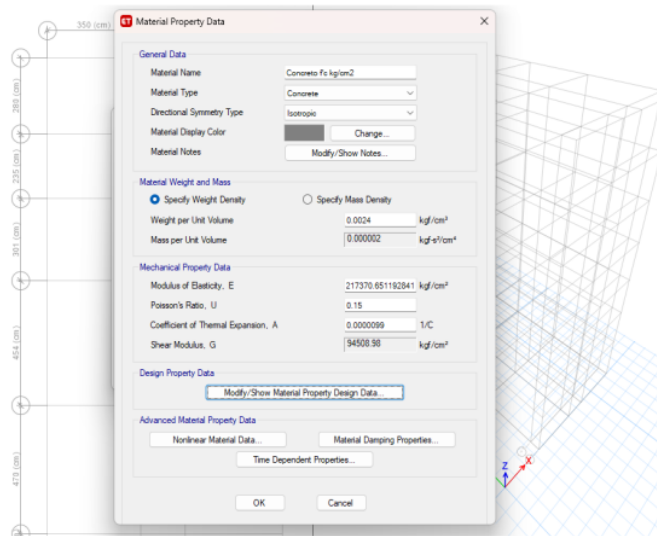 350 (cm)
ET Material Property Data
General Data
Material Name Concreto f'c kg/cm2
Material Type Concrete
Directional Symmetry Type Isotropic
Material Display Color Change...
Material Notes Modify/Show Notes...
Material Weight and Mass
Specify Weight Density Specify Mass Density
Weight per Unit Volume 0.0024 kgf/cm³
Mass per Unit Volume 0.000002 kgf-s²/cm⁴
Mechanical Property Data
Modulus of Elasticity, E 217370.651192841 kgf/cm²
Poisson's Ratio, U 0.15
Coefficient of Thermal Expansion, A 0.0000099 1/C
Shear Modulus, G 94508.98 kgf/cm²
Design Property Data
Modify/Show Material Property Design Data...
Advanced Material Property Data
Nonlinear Material Data... Material Damping Properties...
Time Dependent Properties...
OK Cancel
280 (cm)
235 (cm)
301 (cm)
454 (cm)
470 (cm)
Z
X